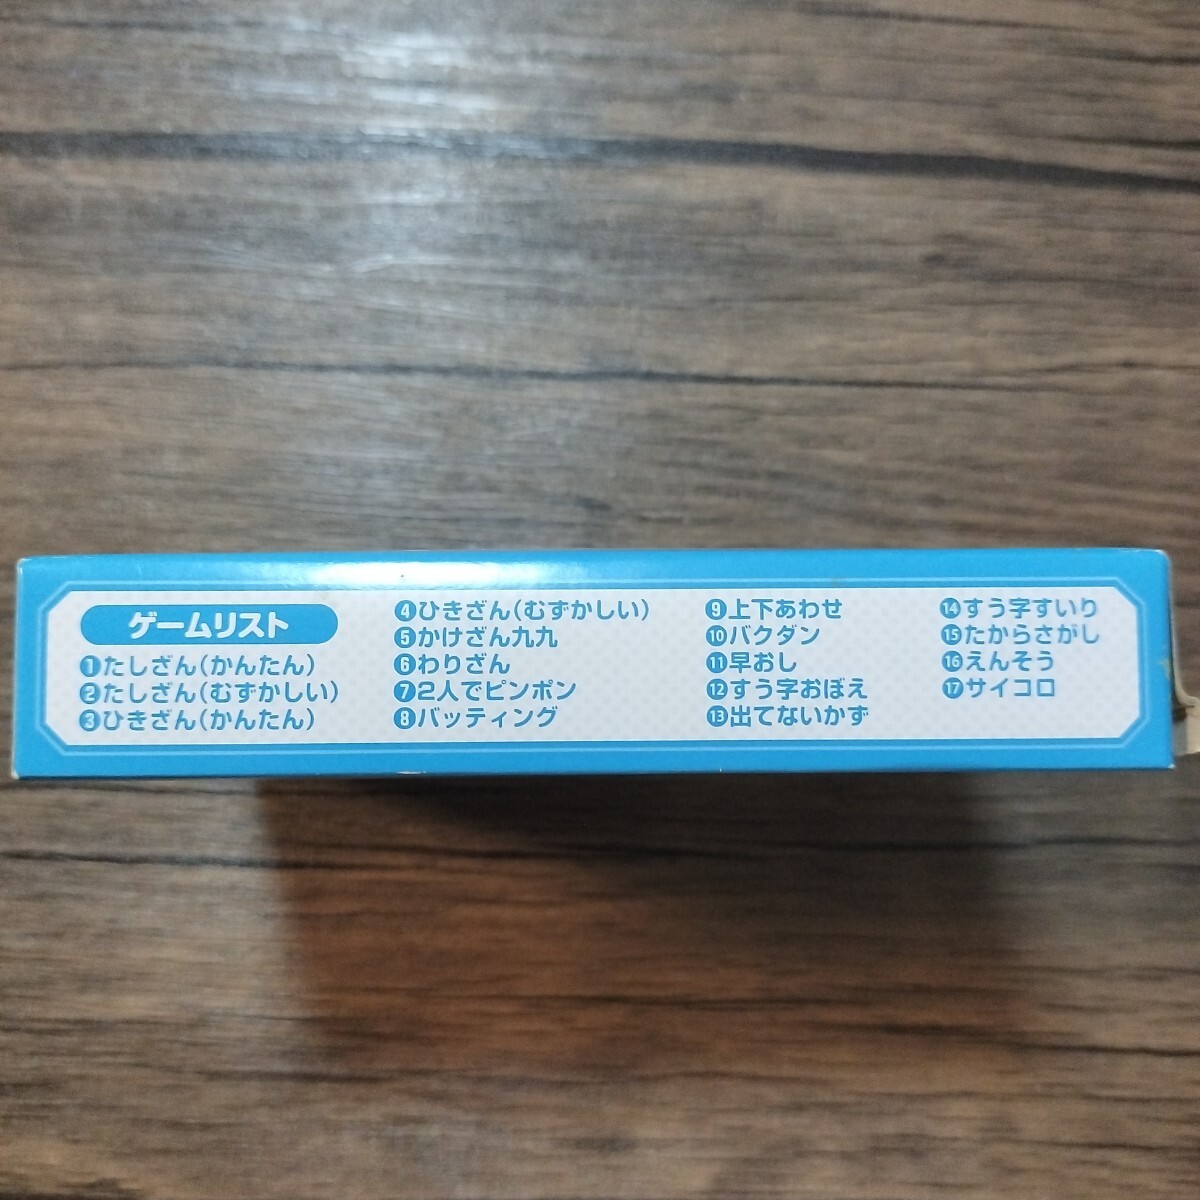 ゲームリスト
❶たしざん(かんたん)
❷たしざん(むずかしい)
❸ひきざん(かんたん)
❹ひきざん(むずかしい)
❺かけざん九九
❻わりざん
❼2人でピンポン
❽バッティング
❾上下あわせ
❿バクダン
⓫早おし
⓬すう字おぼえ
⓭出てないかず
⓮すう字すいり
⓯たからさがし
⓰えんそう
⓱サイコロ